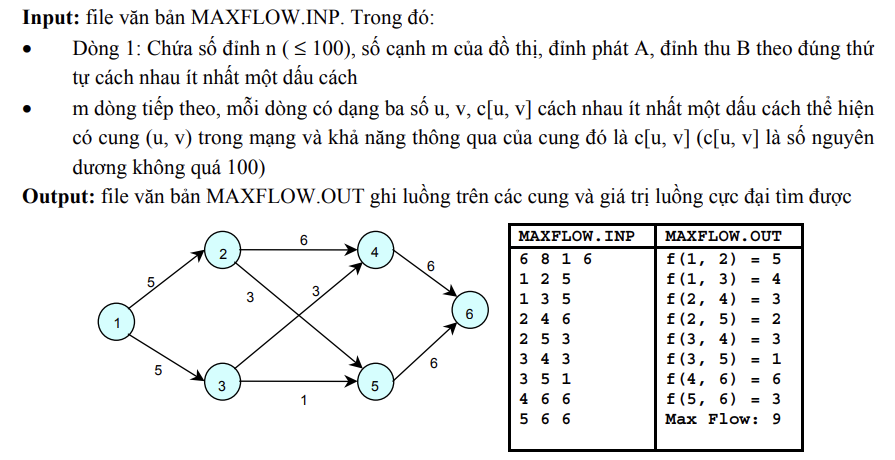 Input: file văn bản MAXFLOW.INP. Trong đó:
• Dòng 1: Chứa số đỉnh n ( ≤ 100), số cạnh m của đồ thị, đỉnh phát A, đỉnh thu B theo đúng thứ
tự cách nhau ít nhất một dấu cách
• m dòng tiếp theo, mỗi dòng có dạng ba số u, v, c[u, v] cách nhau ít nhất một dấu cách thể hiện
có cung (u, v) trong mạng và khả năng thông qua của cung đó là c[u, v] (c[u, v] là số nguyên
dương không quá 100)
Output: file văn bản MAXFLOW.OUT ghi luồng trên các cung và giá trị luồng cực đại tìm được
6
2
4
5
6
3
3
1
6
5
6
3
5
1
MAXFLOW.INP
6 8 1 6
1 2 5
1 3 5
2 4 6
2 5 3
3 4 3
3 5 1
4 6 6
5 6 6
MAXFLOW.OUT
f(1, 2) = 5
f(1, 3) = 4
f(2, 4) = 3
f(2, 5) = 2
f(3, 4) = 3
f(3, 5) = 1
f(4, 6) = 6
f(5, 6) = 3
Max Flow: 9